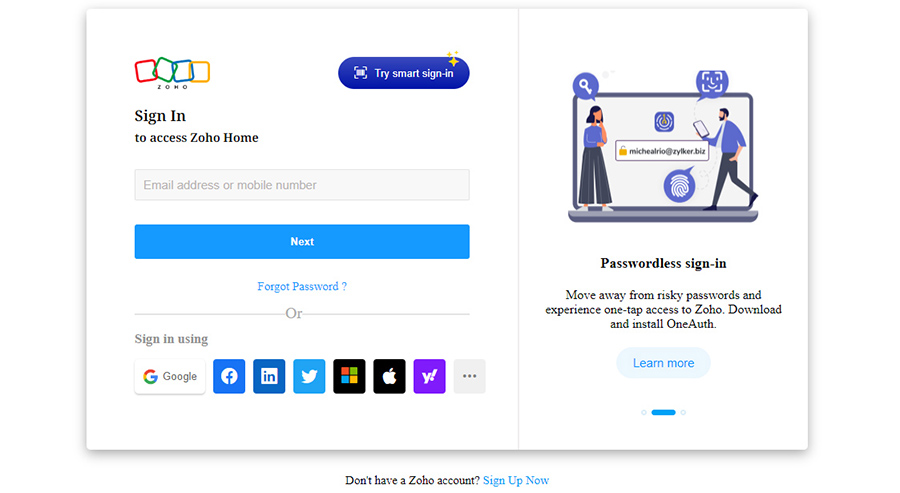 ZOHO
Try smart sign-in
Sign In
to access Zoho Home
Email address or mobile number
Next
Forgot Password ?
Or
Sign in using
Google
michealrio@zylker.biz
Passwordless sign-in
Move away from risky passwords and
experience one-tap access to Zoho. Download
and install OneAuth.
Learn more
Don't have a Zoho account? Sign Up Now